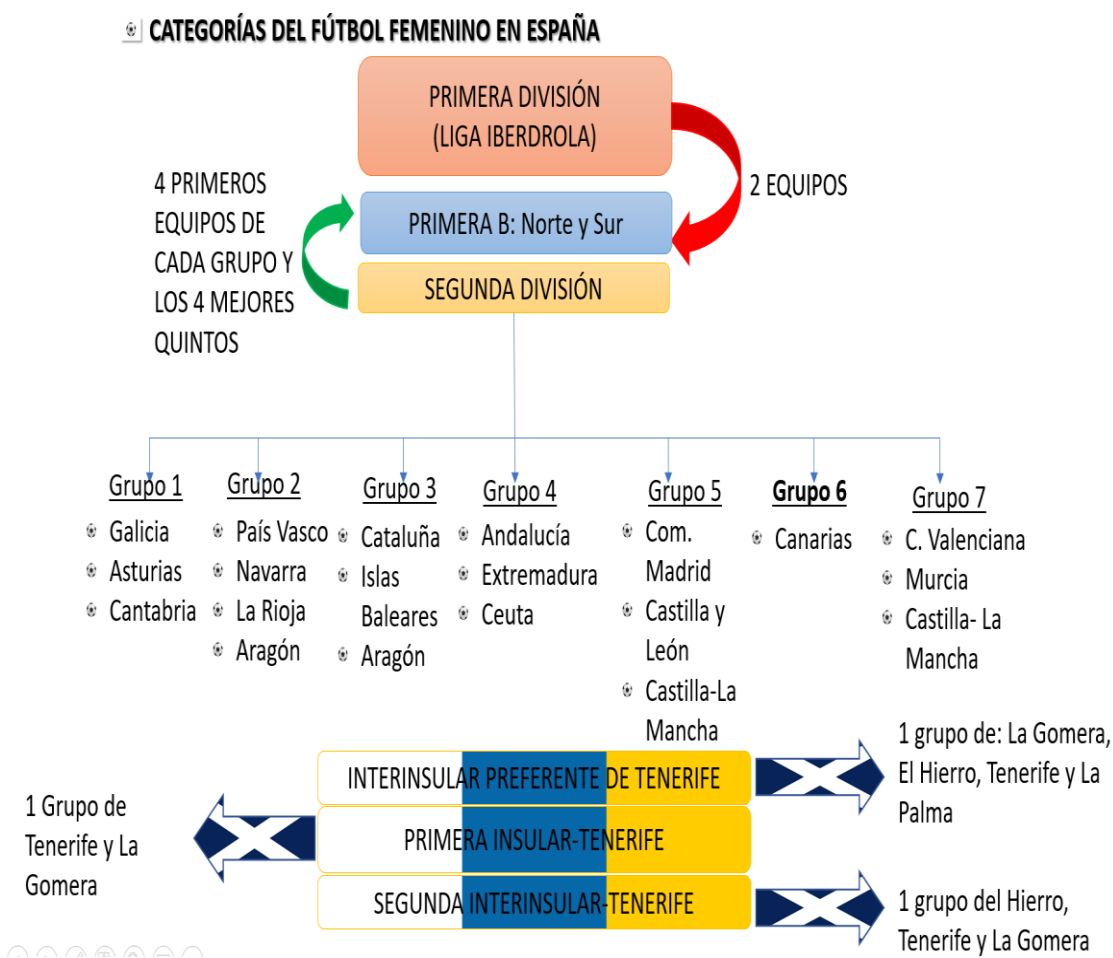 CATEGORÍAS DEL FÚTBOL FEMENINO EN ESPAÑA
PRIMERA DIVISIÓN
(LIGA IBERDROLA)
4 PRIMEROS
EQUIPOS DE
CADA GRUPO Y
LOS 4 MEJORES
QUINTOS
2 EQUIPOS
PRIMERA B: Norte y Sur
SEGUNDA DIVISIÓN
Grupo 1
Galicia
Asturias
Cantabria
Grupo 2
País Vasco
Navarra
La Rioja
Aragón
Grupo 3
Cataluña
Islas
Baleares
Aragón
Grupo 4
Andalucía
Extremadura
Ceuta
Grupo 5
Com.
Madrid
Castilla y
León
Castilla-La
Mancha
Grupo 6
Canarias
Grupo 7
C. Valenciana
Murcia
Castilla- La
Mancha
INTERINSULAR PREFERENTE DE TENERIFE
1 grupo de: La Gomera,
El Hierro, Tenerife y La
Palma
1 Grupo de
Tenerife y La
Gomera
PRIMERA INSULAR-TENERIFE
SEGUNDA INTERINSULAR-TENERIFE
1 grupo del Hierro,
Tenerife y La Gomera